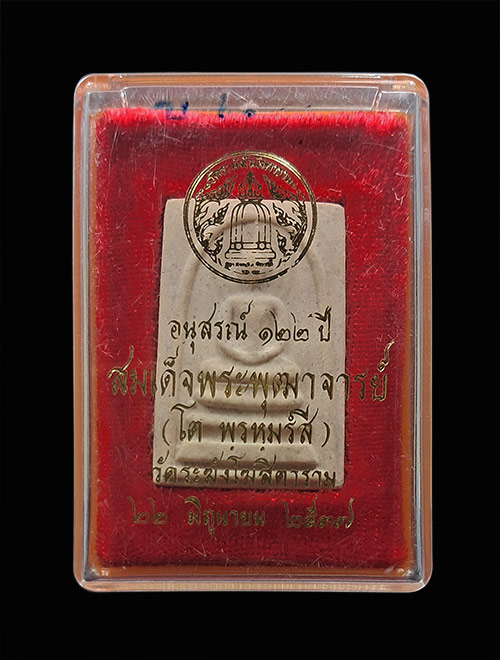 อนุสรณ์ ๑๒๒ ปี
สมเด็จพระพุฒาจารย์
(โต พฺรหฺมรํสี)
วัดระฆังโฆสิตาราม
๒๒ มิถุนายน ๒๕๓๗